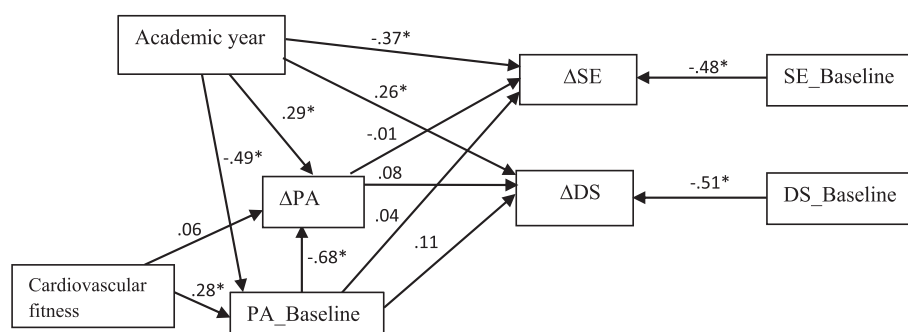 Academic year
-.37*
ΔSE
-.48*
SE_Baseline
.26*
.29*
-.01
-.49*
ΔPA
.08
ΔDS
-.51*
DS_Baseline
.06
.04
.11
-.68*
Cardiovascular
fitness
.28*
PA_Baseline